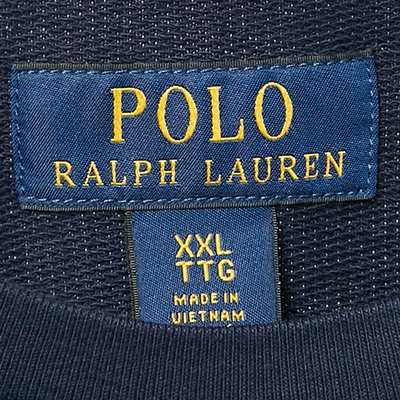 POLO
RALPH LAUREN
XXL
TTG
MADE IN
VIETNAM